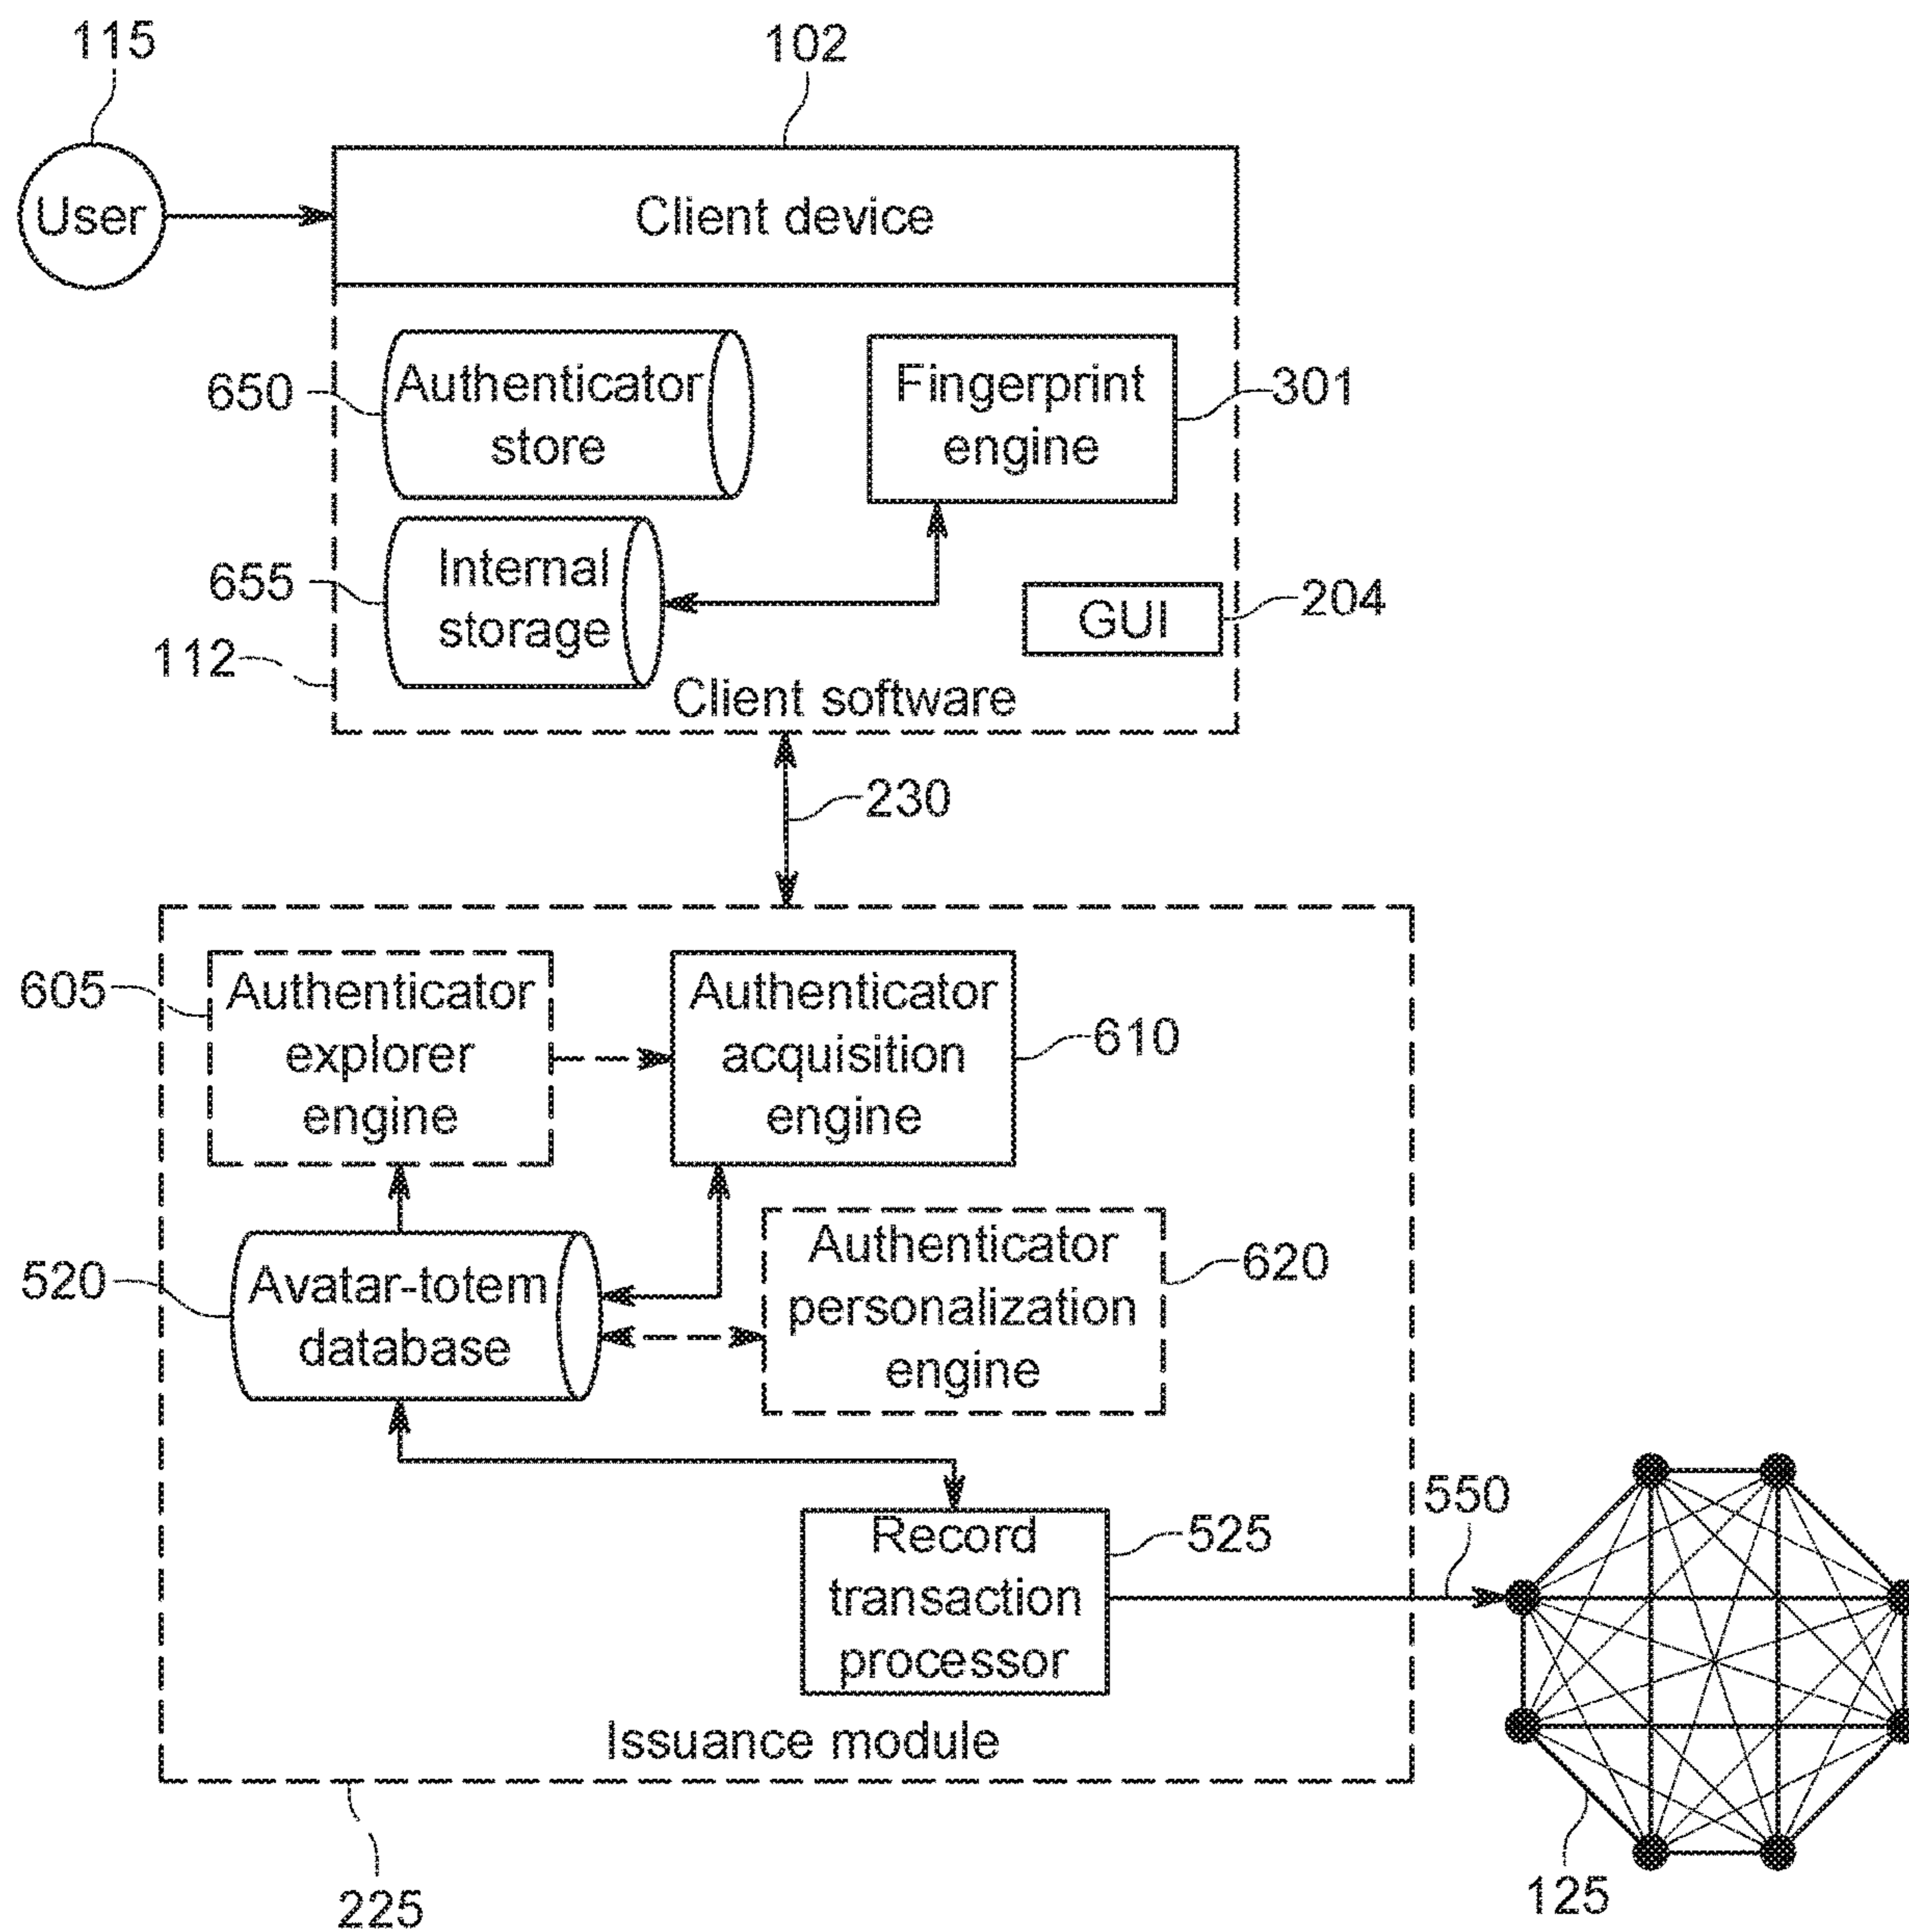 115
102
User
Client device
650
Authenticator
store
Fingerprint
engine
301
655
Internal
storage
GUI
204
112
Client software
230
605
Authenticator
explorer
engine
Authenticator
acquisition
engine
610
520
Avatar-totem
database
Authenticator
personalization
engine
620
Record
transaction
processor
525
550
Issuance module
225
125